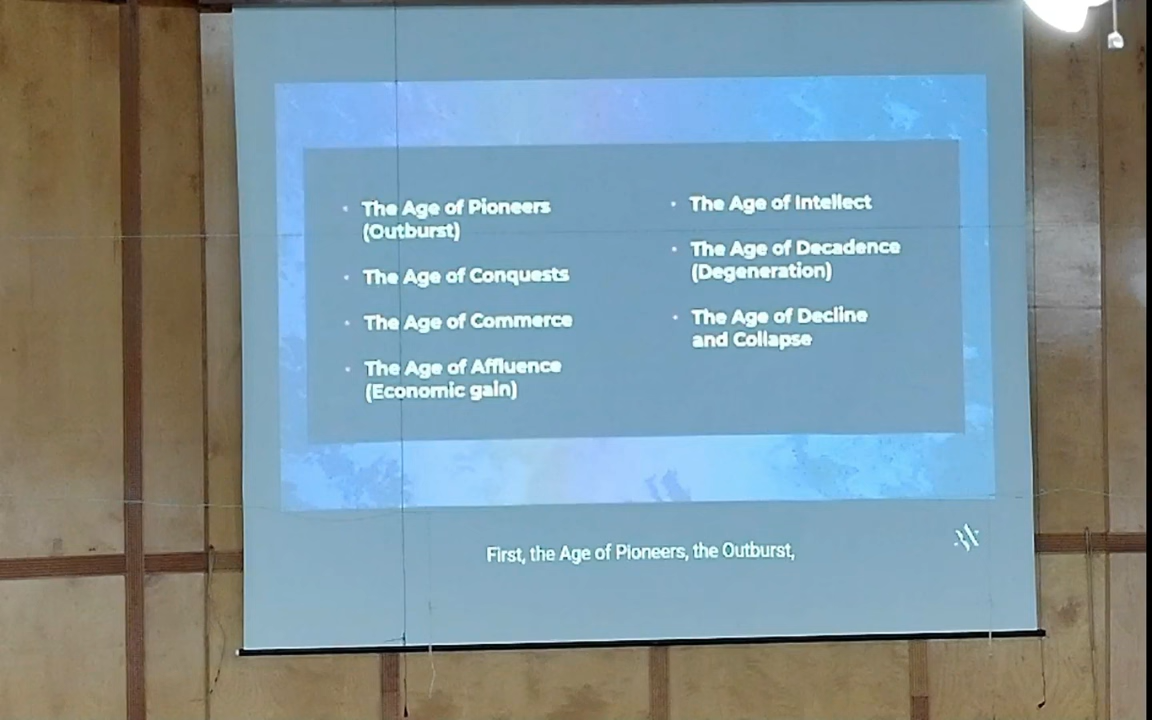 The Age of Pioneers
(Outburst)
The Age of Conquests
The Age of Commerce
The Age of Affluence
(Economic gain)
The Age of Intellect
The Age of Decadence
(Degeneration)
The Age of Decline
and Collapse
First, the Age of Pioneers, the Outburst,